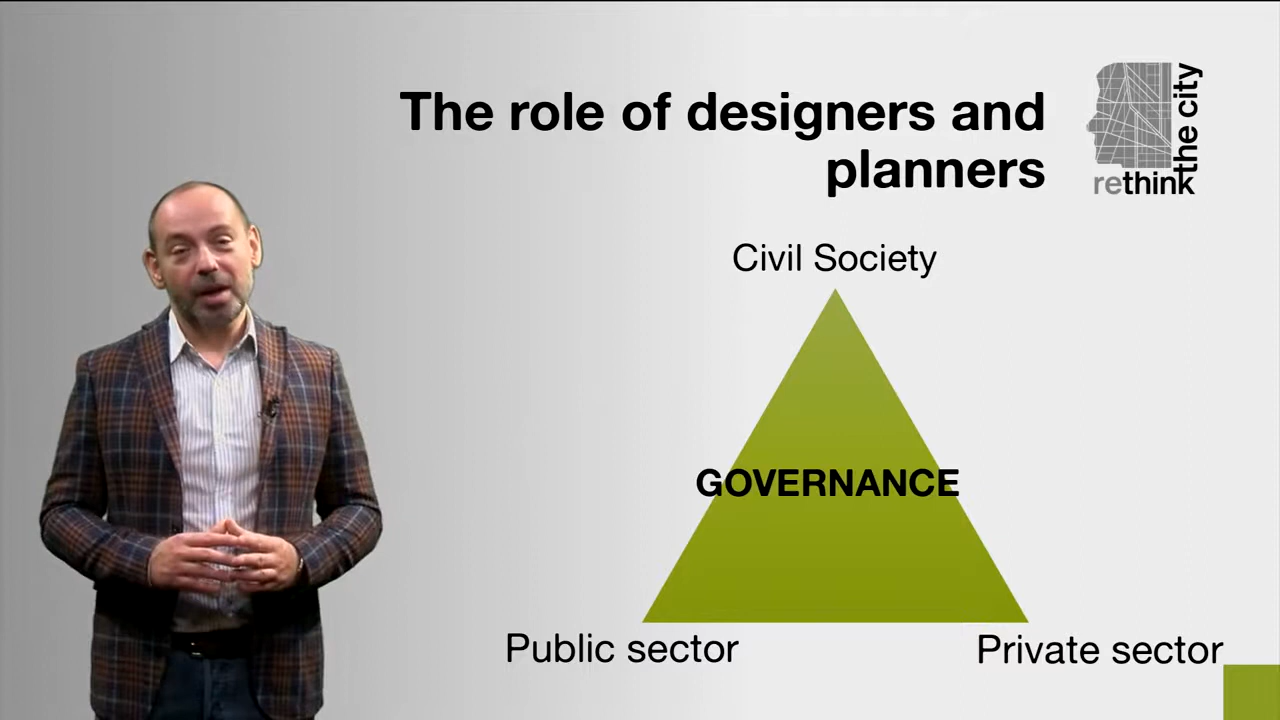 The role of designers and
planners
the city
rethink
Civil Society
GOVERNANCE
Public sector
Private sector